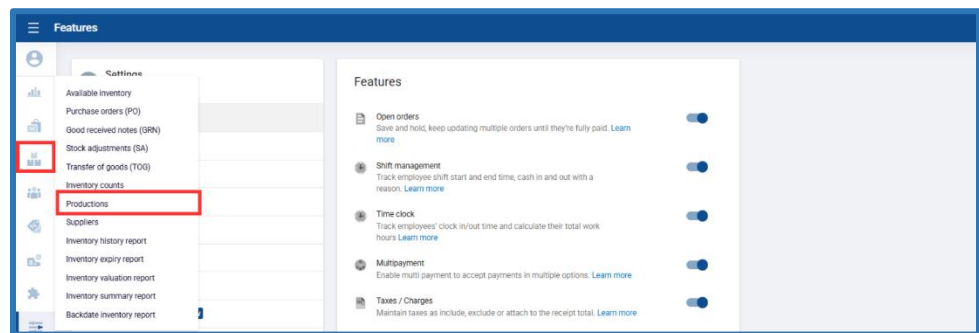 Features
Settings
Available inventory
Purchase orders (PO)
Good received notes (GRN)
Stock adjustments (SA)
Transfer of goods (TOG)
Inventory counts
Productions
Suppliers
Inventory history report
Inventory expiry report
Inventory valuation report
Inventory summary report
Backdate inventory report
Features
Open orders
Save and hold, keep updating multiple orders until they're fully paid. Learn
more
Shift management
Track employee shift start and end time, cash in and out with a
reason. Learn more
Time clock
Track employees' clock in/out time and calculate their total work
hours Learn more
Multipayment
Enable multi payment to accept payments in multiple options. Learn more
Taxes / Charges
Maintain taxes as include, exclude or attach to the receipt total. Learn more